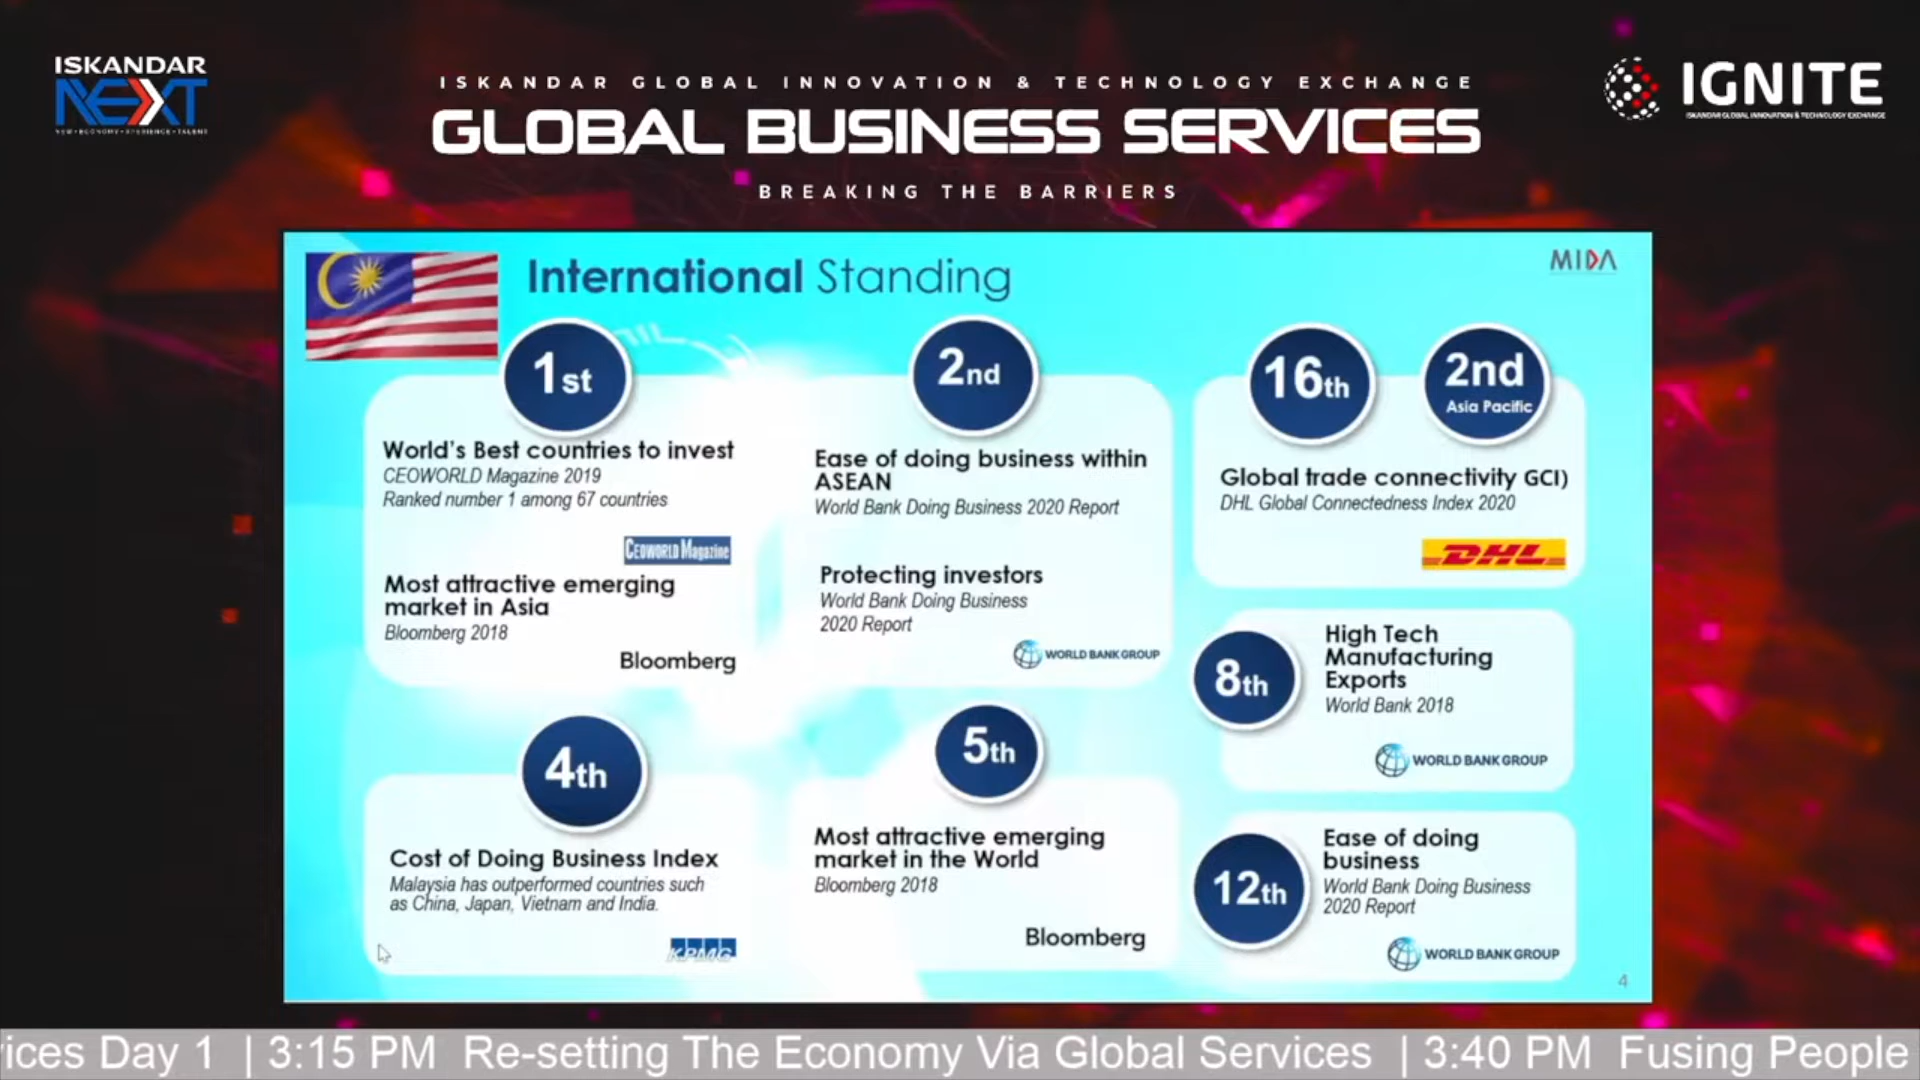 ISKANDAR
NEXT
NEW • ECONOMY • XPERIENCE • TALENT
ISKANDAR GLOBAL INNOVATION & TECHNOLOGY EXCHANGE
GLOBAL BUSINESS SERVICES
BREAKING THE BARRIERS
IGNITE
ISKANDAR GLOBAL INNOVATION & TECHNOLOGY EXCHANGE
International Standing
MIDA
1st
World's Best countries to invest
CEOWORLD Magazine 2019
Ranked number 1 among 67 countries
CEOWORLD Magazine
Most attractive emerging
market in Asia
Bloomberg 2018
Bloomberg
2nd
Ease of doing business within
ASEAN
World Bank Doing Business 2020 Report
Protecting investors
World Bank Doing Business
2020 Report
WORLD BANK GROUP
16th
2nd
Asia Pacific
Global trade connectivity GCI)
DHL Global Connectedness Index 2020
DHL
8th
High Tech
Manufacturing
Exports
World Bank 2018
WORLD BANK GROUP
4th
Cost of Doing Business Index
Malaysia has outperformed countries such
as China, Japan, Vietnam and India.
KPMG
5th
Most attractive emerging
market in the World
Bloomberg 2018
Bloomberg
12th
Ease of doing
business
World Bank Doing Business
2020 Report
WORLD BANK GROUP
4
ices Day 1 | 3:15 PM Re-setting The Economy Via Global Services | 3:40 PM Fusing People